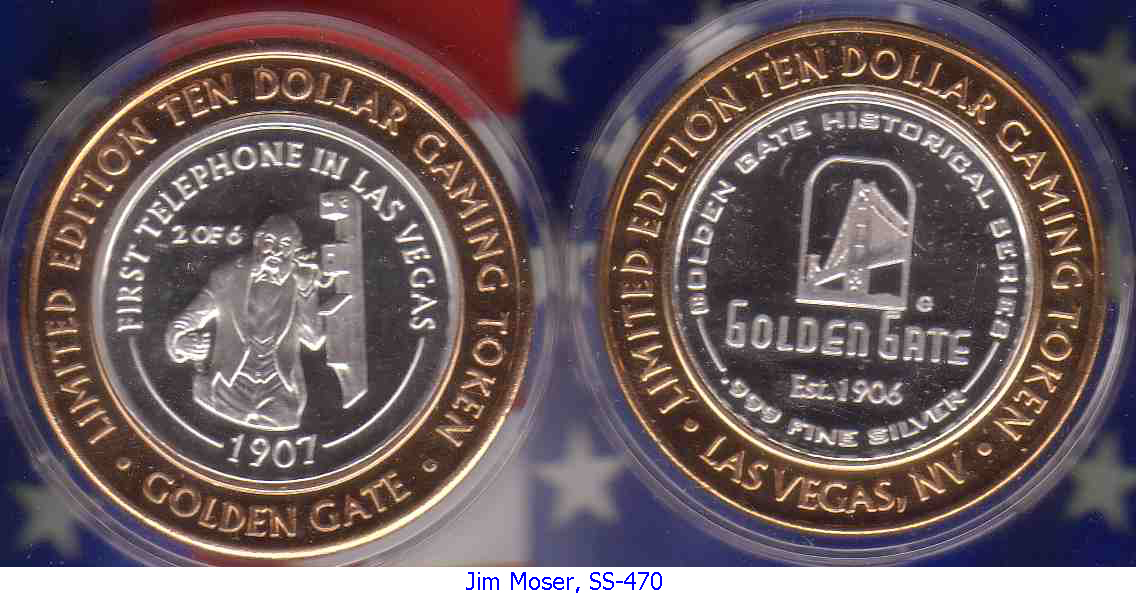 LIMITED EDITION TEN DOLLAR GAMING TOKEN
FIRST TELEPHONE IN LAS VEGAS
2 OF 6
1907
• GOLDEN GATE •
LIMITED EDITION TEN DOLLAR GAMING TOKEN
GOLDEN GATE HISTORICAL SERIES
G
GOLDEN GATE
Est. 1906
.999 FINE SILVER
• LAS VEGAS, NV •
Jim Moser, SS-470